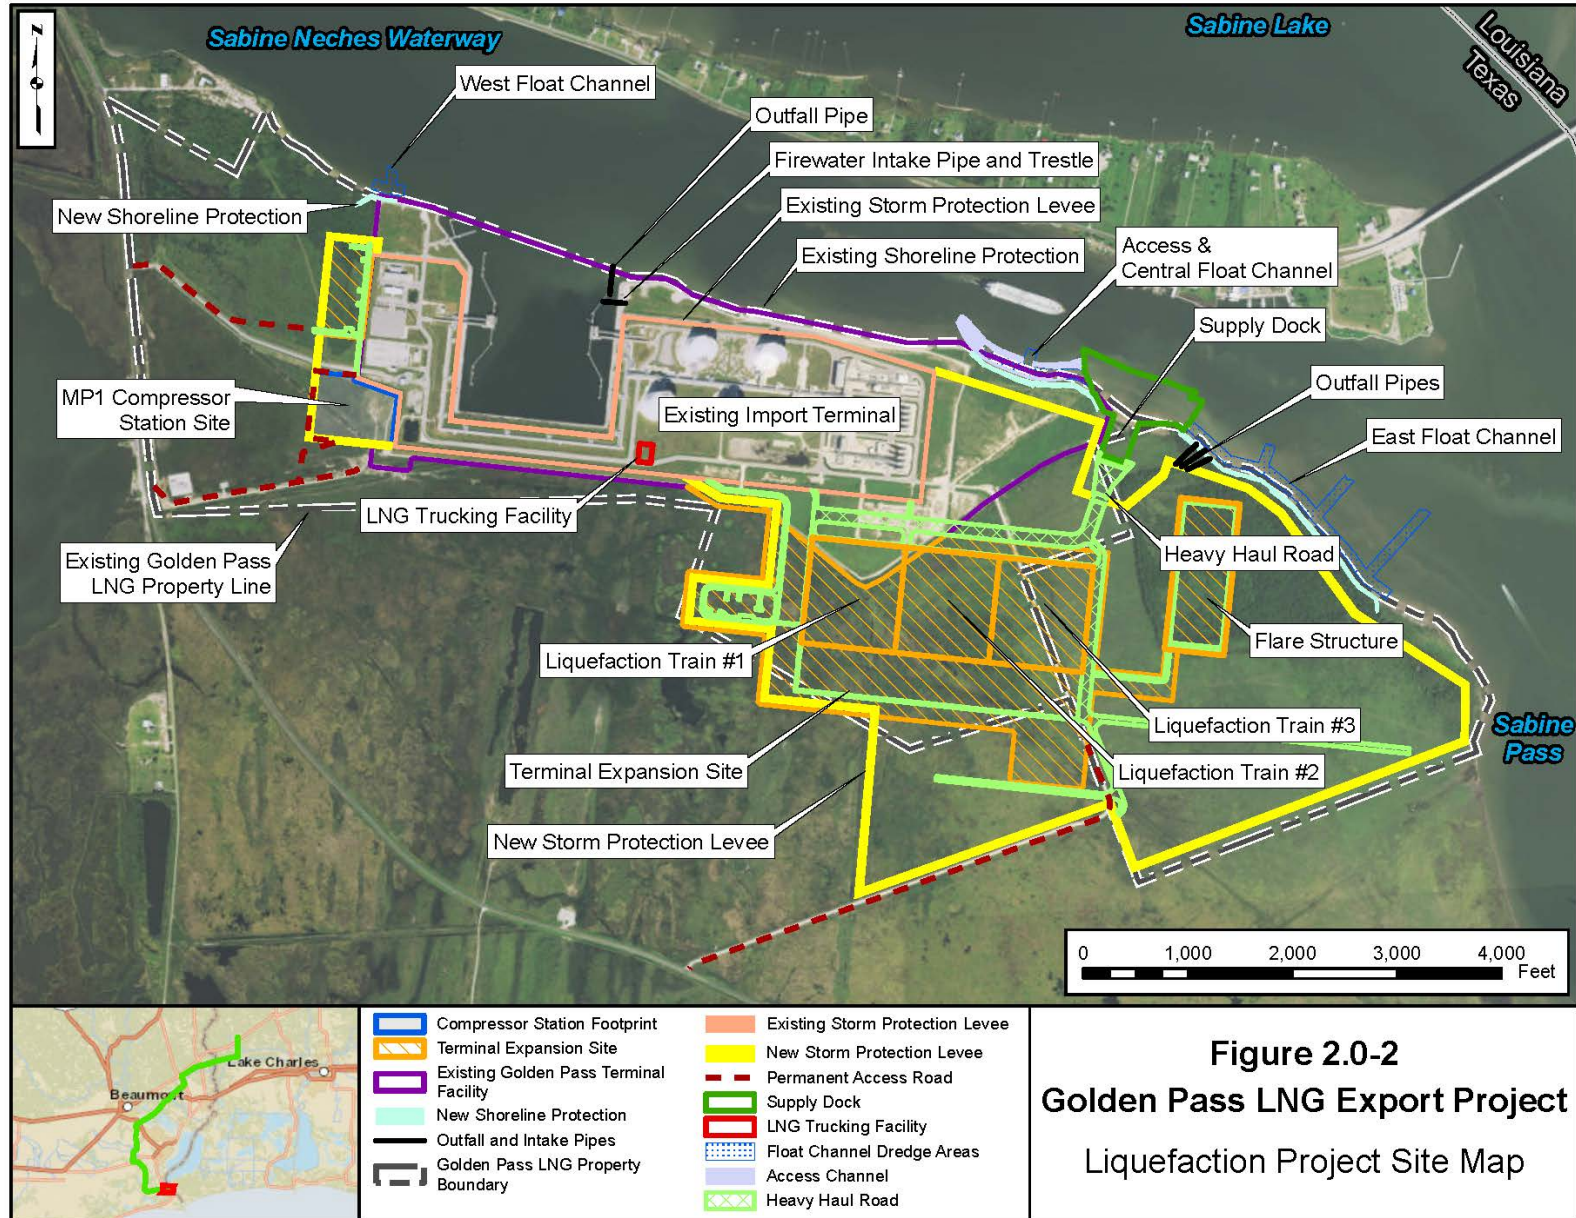 Sabine Neches Waterway
Sabine Lake
Louisiana
Texas
N
West Float Channel
Outfall Pipe
Firewater Intake Pipe and Trestle
New Shoreline Protection
Existing Storm Protection Levee
Existing Shoreline Protection
Access &
Central Float Channel
Supply Dock
MP1 Compressor
Station Site
Existing Import Terminal
Outfall Pipes
East Float Channel
LNG Trucking Facility
Existing Golden Pass
LNG Property Line
Heavy Haul Road
Liquefaction Train #1
Flare Structure
Liquefaction Train #3
Sabine
Pass
Terminal Expansion Site
Liquefaction Train #2
New Storm Protection Levee
0 1,000 2,000 3,000 4,000
Feet
Lake Charles
Beaumont
Compressor Station Footprint
Terminal Expansion Site
Existing Golden Pass Terminal
Facility
New Shoreline Protection
Outfall and Intake Pipes
Golden Pass LNG Property
Boundary
Existing Storm Protection Levee
New Storm Protection Levee
Permanent Access Road
Supply Dock
LNG Trucking Facility
Float Channel Dredge Areas
Access Channel
Heavy Haul Road
Figure 2.0-2
Golden Pass LNG Export Project
Liquefaction Project Site Map